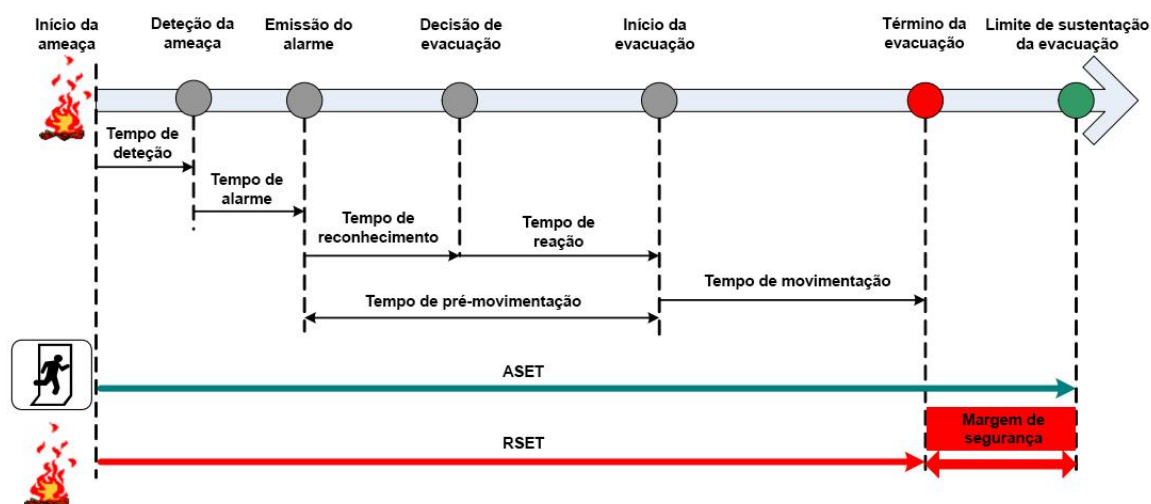 Início da
ameaça
Deteção da
ameaça
Emissão do
alarme
Decisão de
evacuação
Início da
evacuação
Término da
evacuação
Limite de sustentação
da evacuação
Tempo de
deteção
Tempo de
alarme
Tempo de
reconhecimento
Tempo de
reação
Tempo de movimentação
Tempo de pré-movimentação
ASET
Margem de
segurança
RSET